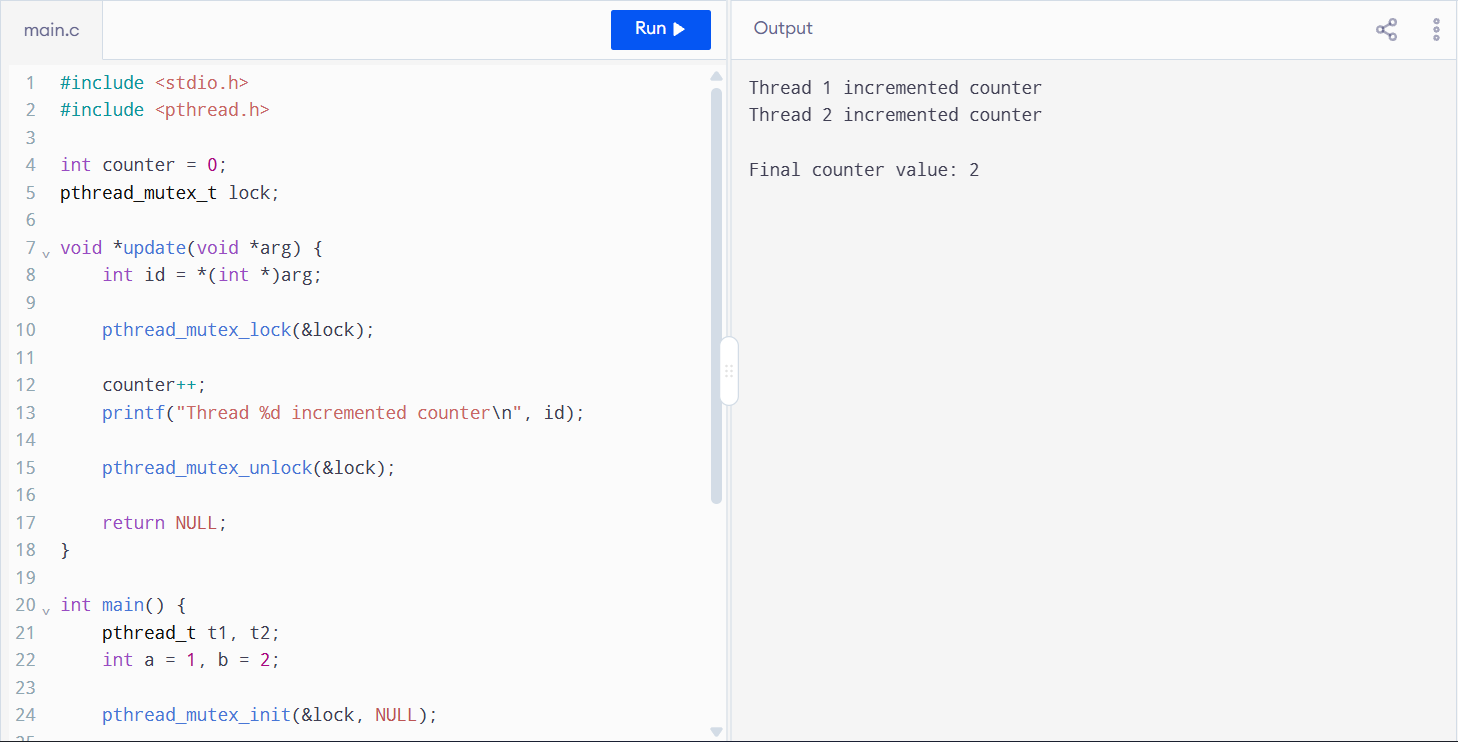 main.c
Run
Output
1 #include <stdio.h>
2 #include <pthread.h>
3
4 int counter = 0;
5 pthread_mutex_t lock;
6
7 void *update(void *arg) {
8     int id = *(int *)arg;
9
10     pthread_mutex_lock(&lock);
11
12     counter++;
13     printf("Thread %d incremented counter\n", id);
14
15     pthread_mutex_unlock(&lock);
16
17     return NULL;
18 }
19
20 int main() {
21     pthread_t t1, t2;
22     int a = 1, b = 2;
23
24     pthread_mutex_init(&lock, NULL);
Thread 1 incremented counter
Thread 2 incremented counter

Final counter value: 2